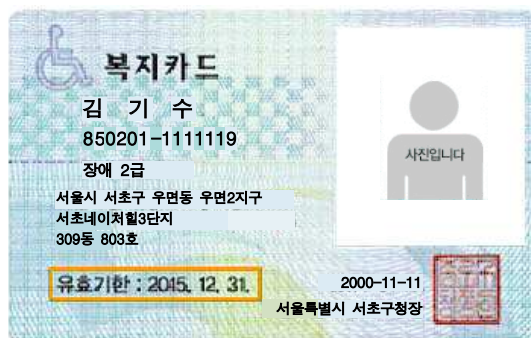 복지카드
김 기 수
850201-1111119
장애 2급
서울시 서초구 우면동 우면2지구
서초네이처힐3단지
309동 803호
사진입니다
유효기한 : 2015. 12. 31.
2000-11-11
서울특별시 서초구청장